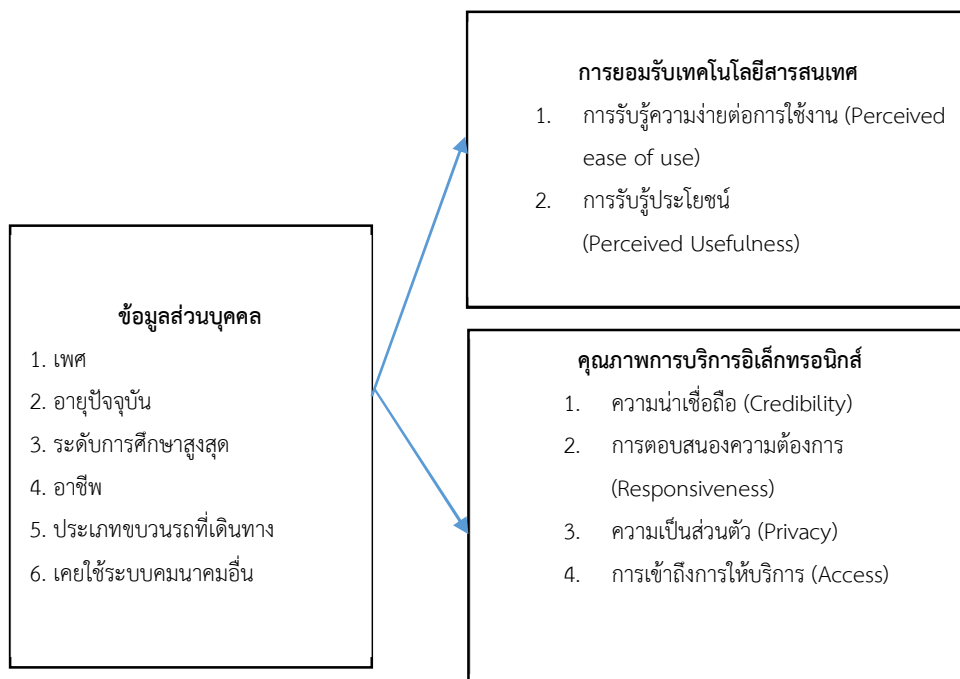 การยอมรับเทคโนโลยีสารสนเทศ
1. การรับรู้ความง่ายต่อการใช้งาน (Perceived
ease of use)
2. การรับรู้ประโยชน์
(Perceived Usefulness)
ข้อมูลส่วนบุคคล
1. เพศ
2. อายุปัจจุบัน
3. ระดับการศึกษาสูงสุด
4. อาชีพ
5. ประเภทขบวนรถที่เดินทาง
6. เคยใช้ระบบคมนาคมอื่น
คุณภาพการบริการอิเล็กทรอนิกส์
1. ความน่าเชื่อถือ (Credibility)
2. การตอบสนองความต้องการ
(Responsiveness)
3. ความเป็นส่วนตัว (Privacy)
4. การเข้าถึงการให้บริการ (Access)